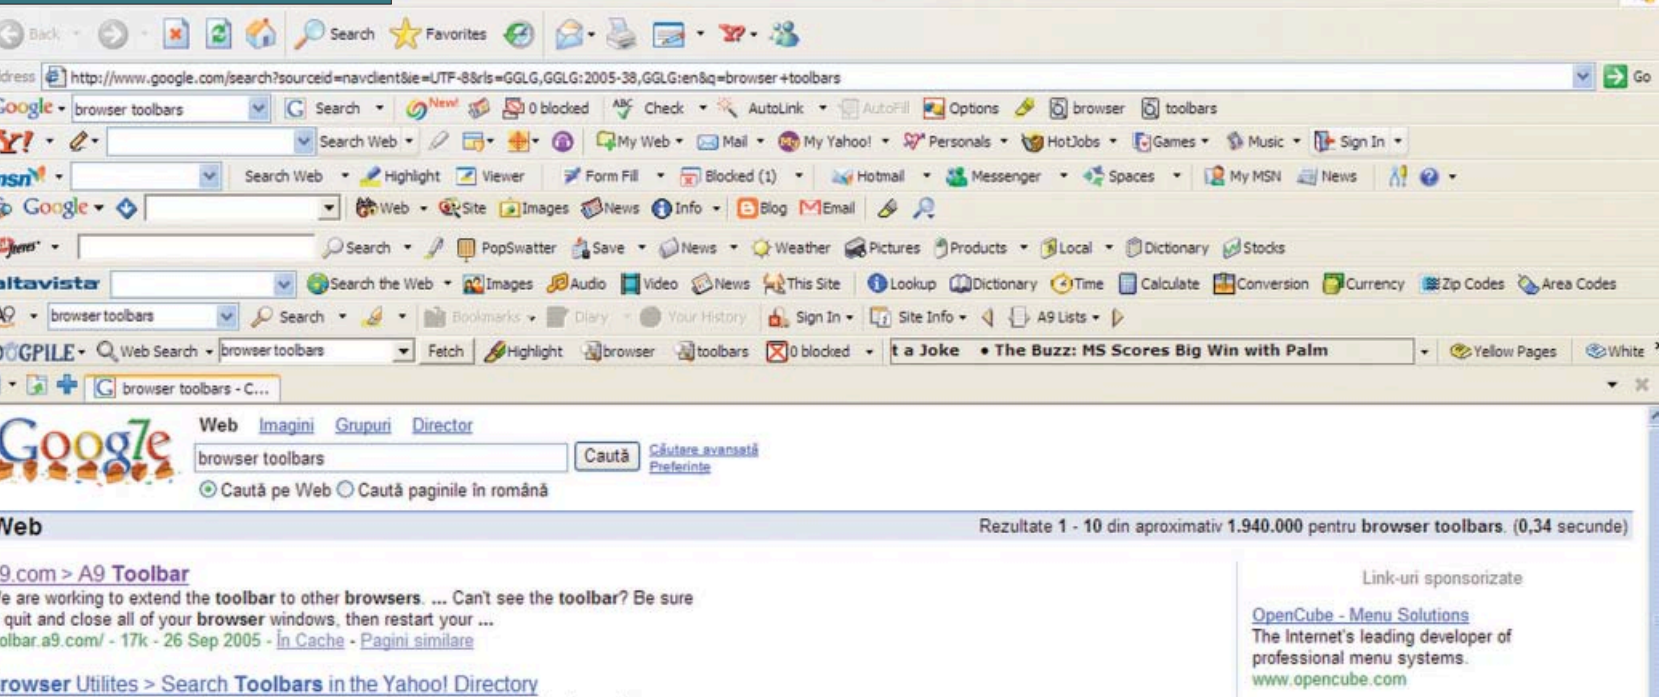 Back Search Favorites
http://www.google.com/search?sourceid=navclient&ie=UTF-8&rls=GGLG,GGLG:2005-38,GGLG:en&q=browser+toolbars Go
Google browser toolbars Search New! 0 blocked Check AutoLink AutoFill Options browser toolbars
Y! Search Web My Web Mail My Yahoo! Personals HotJobs Games Music Sign In
msn Search Web Highlight Viewer Form Fill Blocked (1) Hotmail Messenger Spaces My MSN News
Google Web Site Images News Info Blog Email
Search PopSwatter Save News Weather Pictures Products Local Dictionary Stocks
altavista Search the Web Images Audio Video News This Site Lookup Dictionary Time Calculate Conversion Currency Zip Codes Area Codes
browser toolbars Search Bookmarks Diary Your History Sign In Site Info A9 Lists
GPILE Web Search browser toolbars Fetch Highlight browser toolbars 0 blocked t a Joke • The Buzz: MS Scores Big Win with Palm Yellow Pages White
browser toolbars - C...
Goog7e
Web Imagini Grupuri Director
browser toolbars Caută Căutare avansată
Preferinţe
Caută pe Web Caută paginile în română
Web Rezultate 1 - 10 din aproximativ 1.940.000 pentru browser toolbars. (0,34 secunde)
9.com > A9 Toolbar
e are working to extend the toolbar to other browsers. ... Can't see the toolbar? Be sure
quit and close all of your browser windows, then restart your ...
olbar.a9.com/ - 17k - 26 Sep 2005 - În Cache - Pagini similare
rowser Utilites > Search Toolbars in the Yahoo! Directory
Link-uri sponsorizate
OpenCube - Menu Solutions
The Internet's leading developer of
professional menu systems.
www.opencube.com